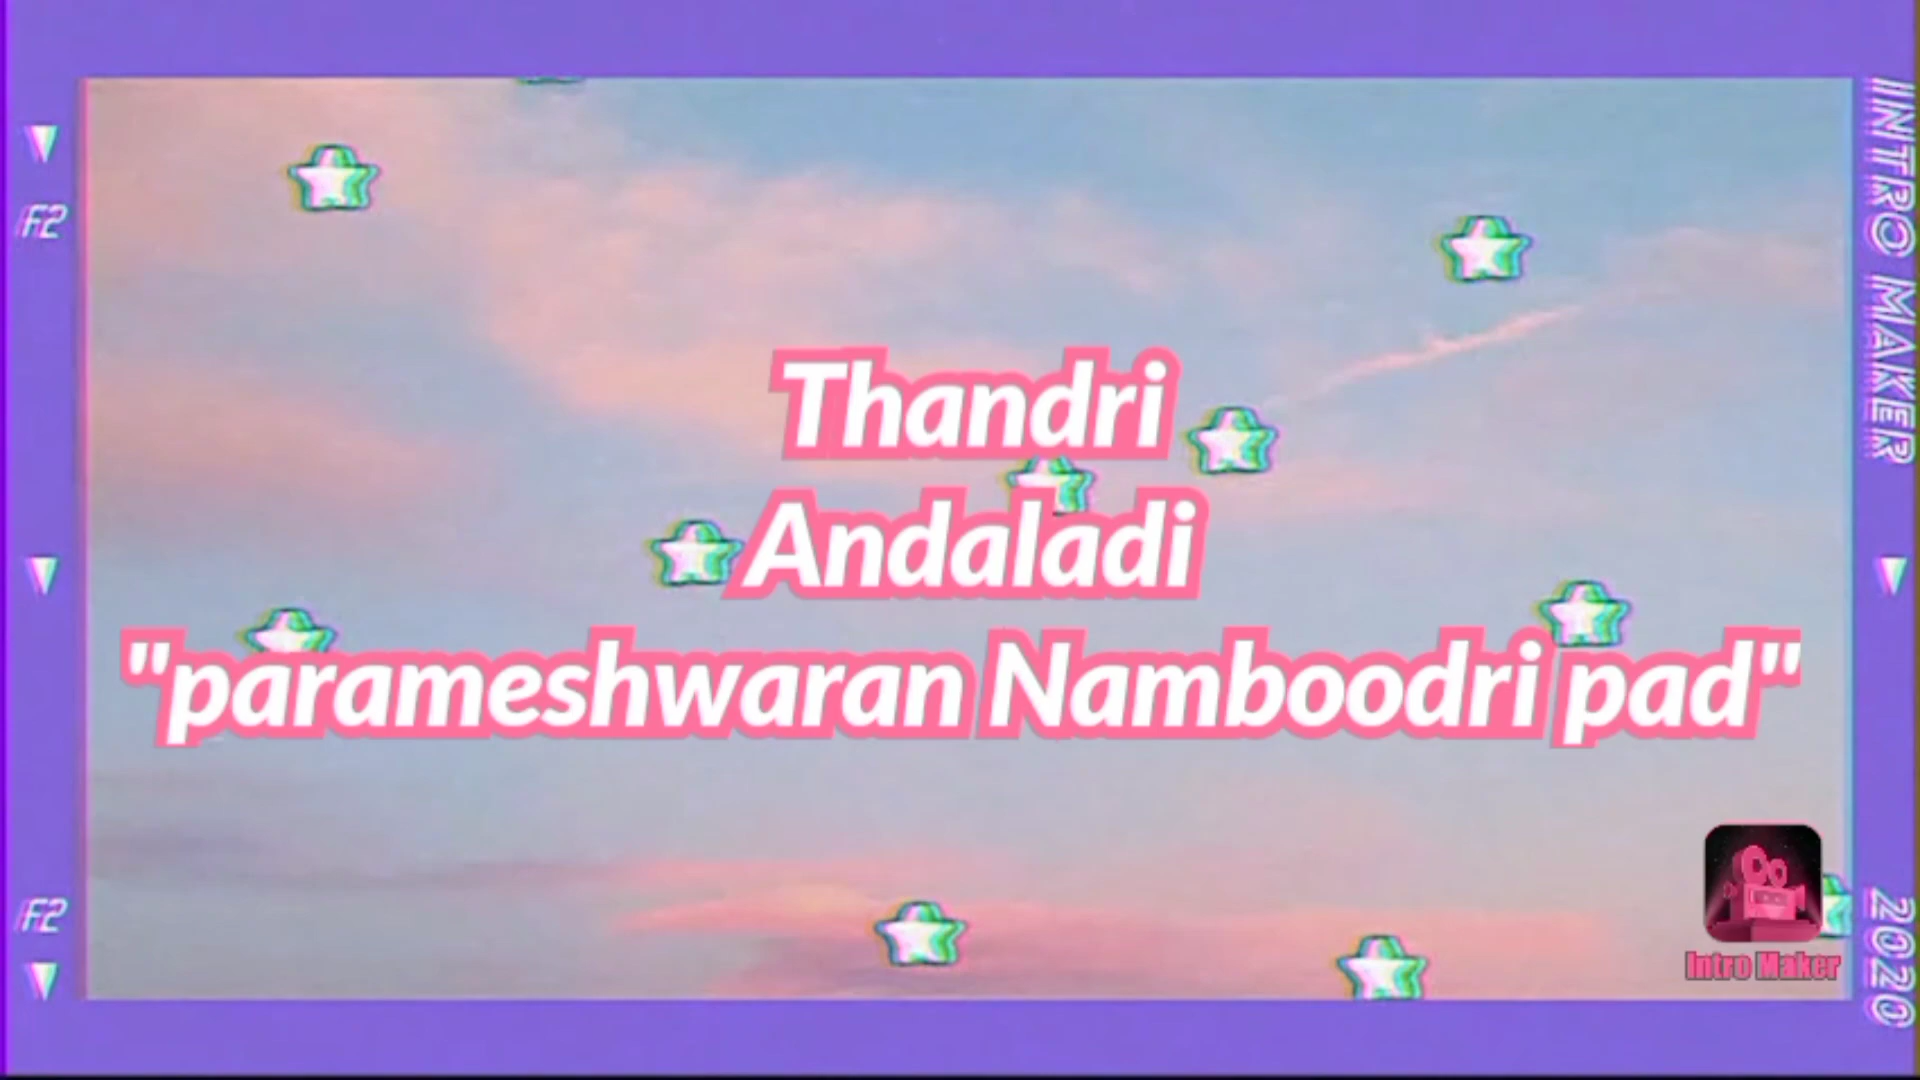 F2
INTRO MAKER
Thandri
Andaladi
"parameshwaran Namboodri pad"
Intro Maker
F2
2020